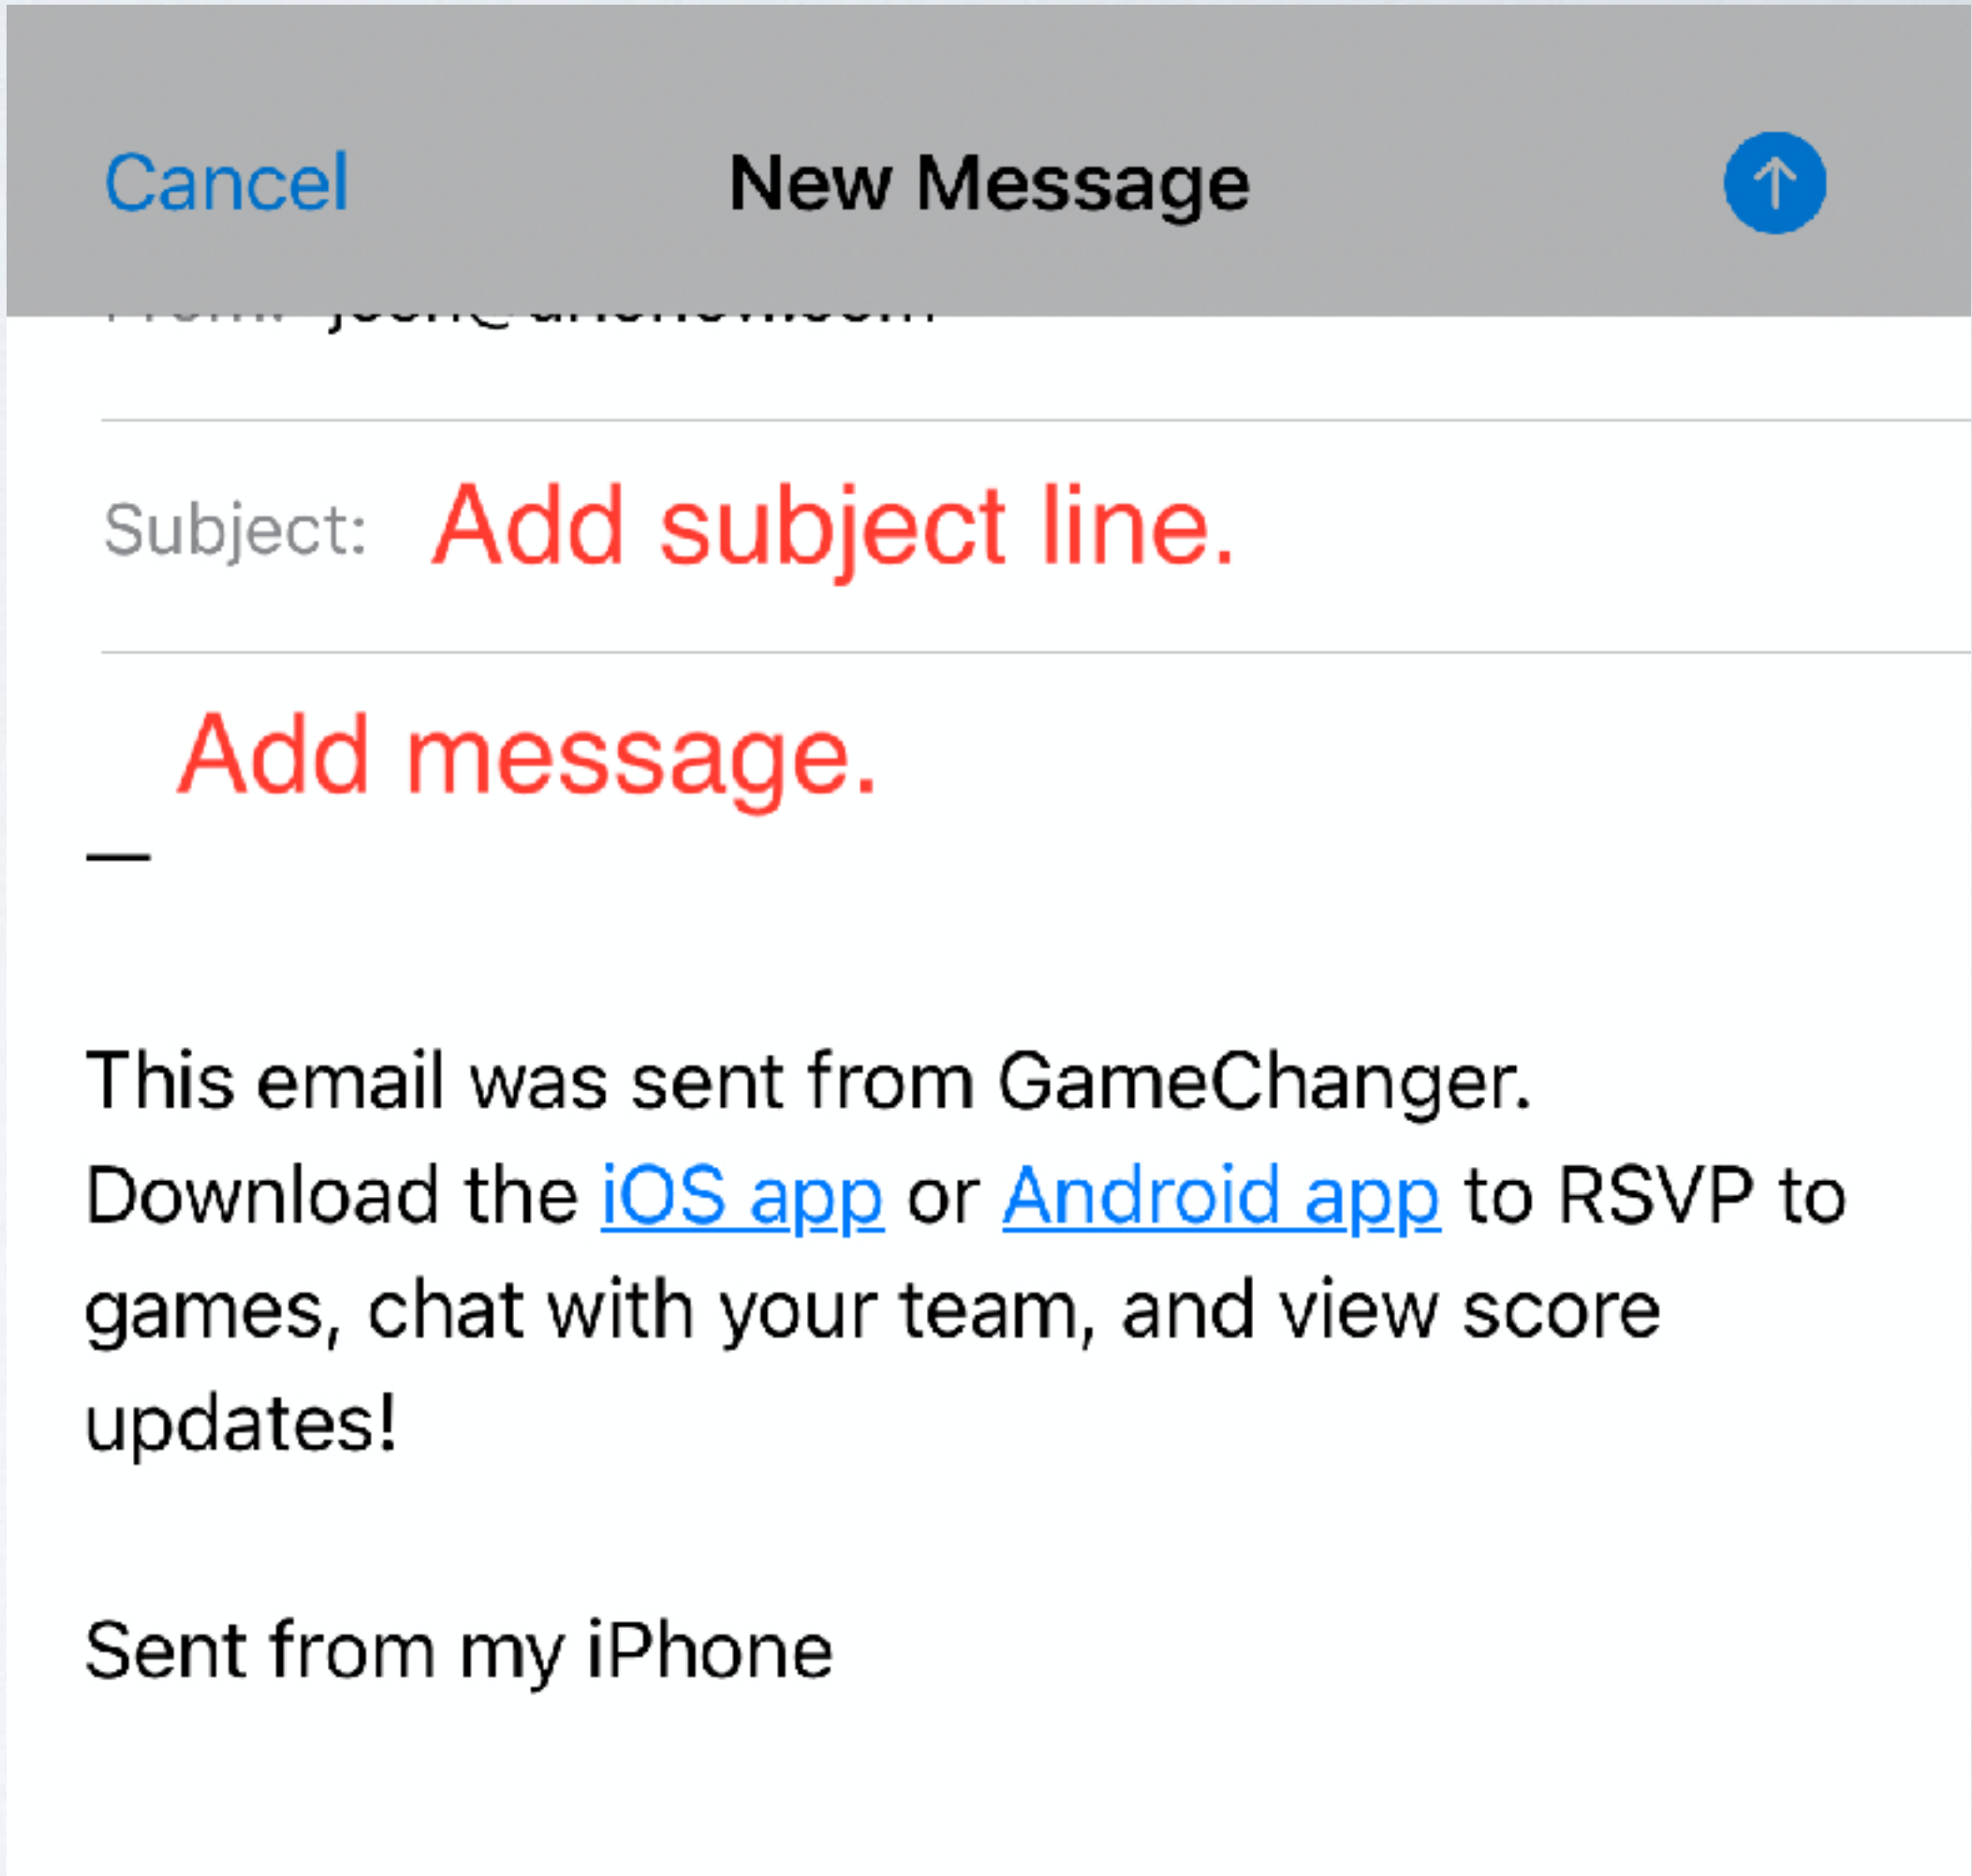 Cancel New Message
Subject: Add subject line.
Add message.
—
This email was sent from GameChanger.
Download the iOS app or Android app to RSVP to
games, chat with your team, and view score
updates!
Sent from my iPhone